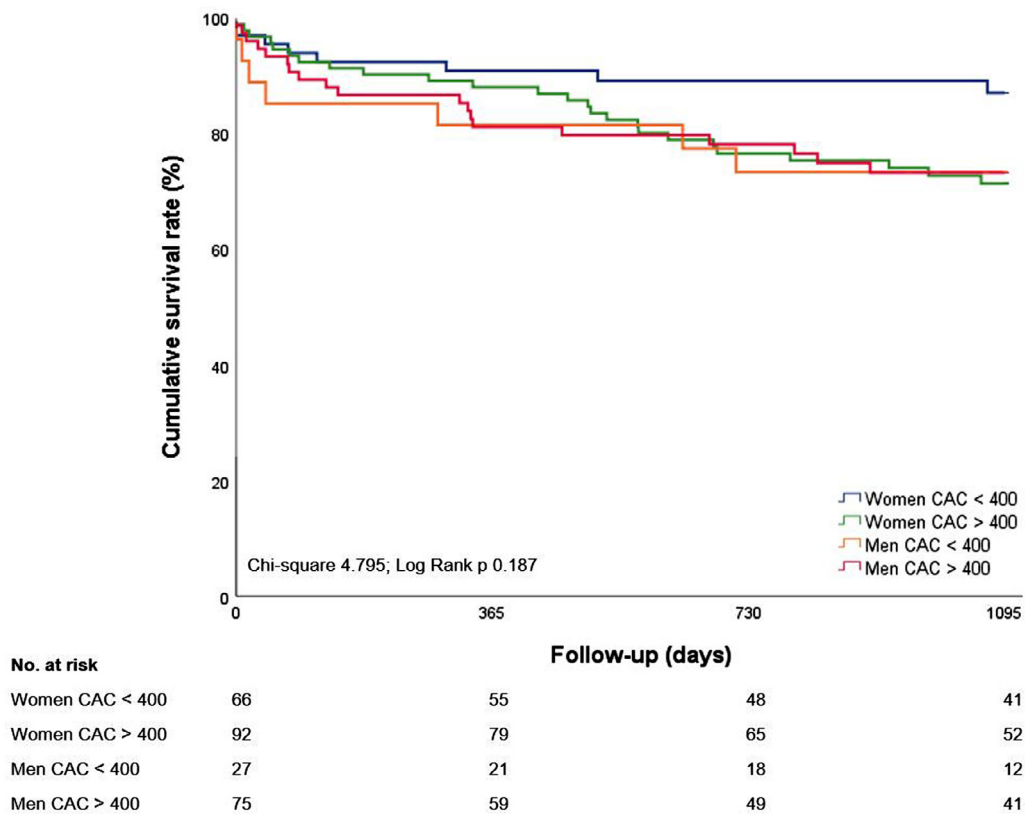 100
80
60
40
20
0
Cumulative survival rate (%)
Women CAC < 400
Women CAC > 400
Men CAC < 400
Men CAC > 400
Chi-square 4.795; Log Rank p 0.187
0 365 730 1095
Follow-up (days)
No. at risk
Women CAC < 400 66 55 48 41
Women CAC > 400 92 79 65 52
Men CAC < 400 27 21 18 12
Men CAC > 400 75 59 49 41